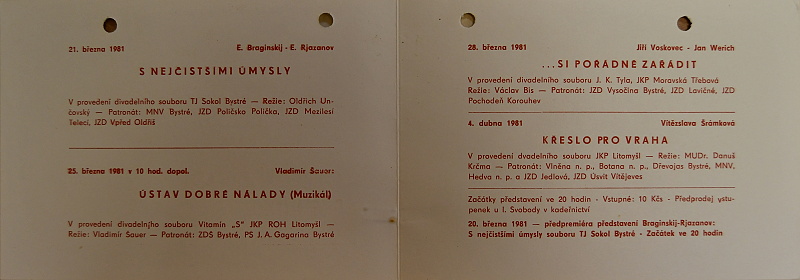 21. března 1981 E. Braginskij - E. Rjazanov
S NEJČISTŠÍMI ÚMYSLY
V provedení divadelního souboru TJ Sokol Bystré — Režie: Oldřich Un-
čovský — Patronát: MNV Bystré, JZD Poličsko Polička, JZD Mezilesí
Telecí, JZD Vpřed Oldřiš
25. března 1981 v 10 hod. dopol. Vladimír Sauer:
ÚSTAV DOBRÉ NÁLADY (Muzikál)
V provedení divadelního souboru Vitamín „S" JKP ROH Litomyšl —
Režie: Vladimír Sauer — Patronát: ZDŠ Bystré, PS J. A. Gagarina Bystré
28. března 1981 Jiří Voskovec - Jan Werich
...SI POŘÁDNĚ ZAŘÁDIT
V provedení divadelního souboru J. K. Tyla, JKP Moravská Třebová
Režie: Václav Bis — Patronát: JZD Vysočina Bystré, JZD Lavičné, JZD
Pochodeň Korouhev
4. dubna 1981 Vítězslava Šrámková
KŘESLO PRO VRAHA
V provedení divadelního souboru JKP Litomyšl — Režie: MUDr. Danuš
Krčma — Patronát: Vlněna n. p., Botana n. p., Dřevojas Bystré, MNV,
Hedva n. p. a JZD Jedlová, JZD Úsvit Vítějeves
Začátky představení ve 20 hodin - Vstupné: 10 Kčs - Předprodej vstu-
penek u I. Svobody v kadeřnictví
20. března 1981 — předpremiéra představení Braginskij-Rjazanov:
S nejčistšími úmysly souboru TJ Sokol Bystré - Začátek ve 20 hodin